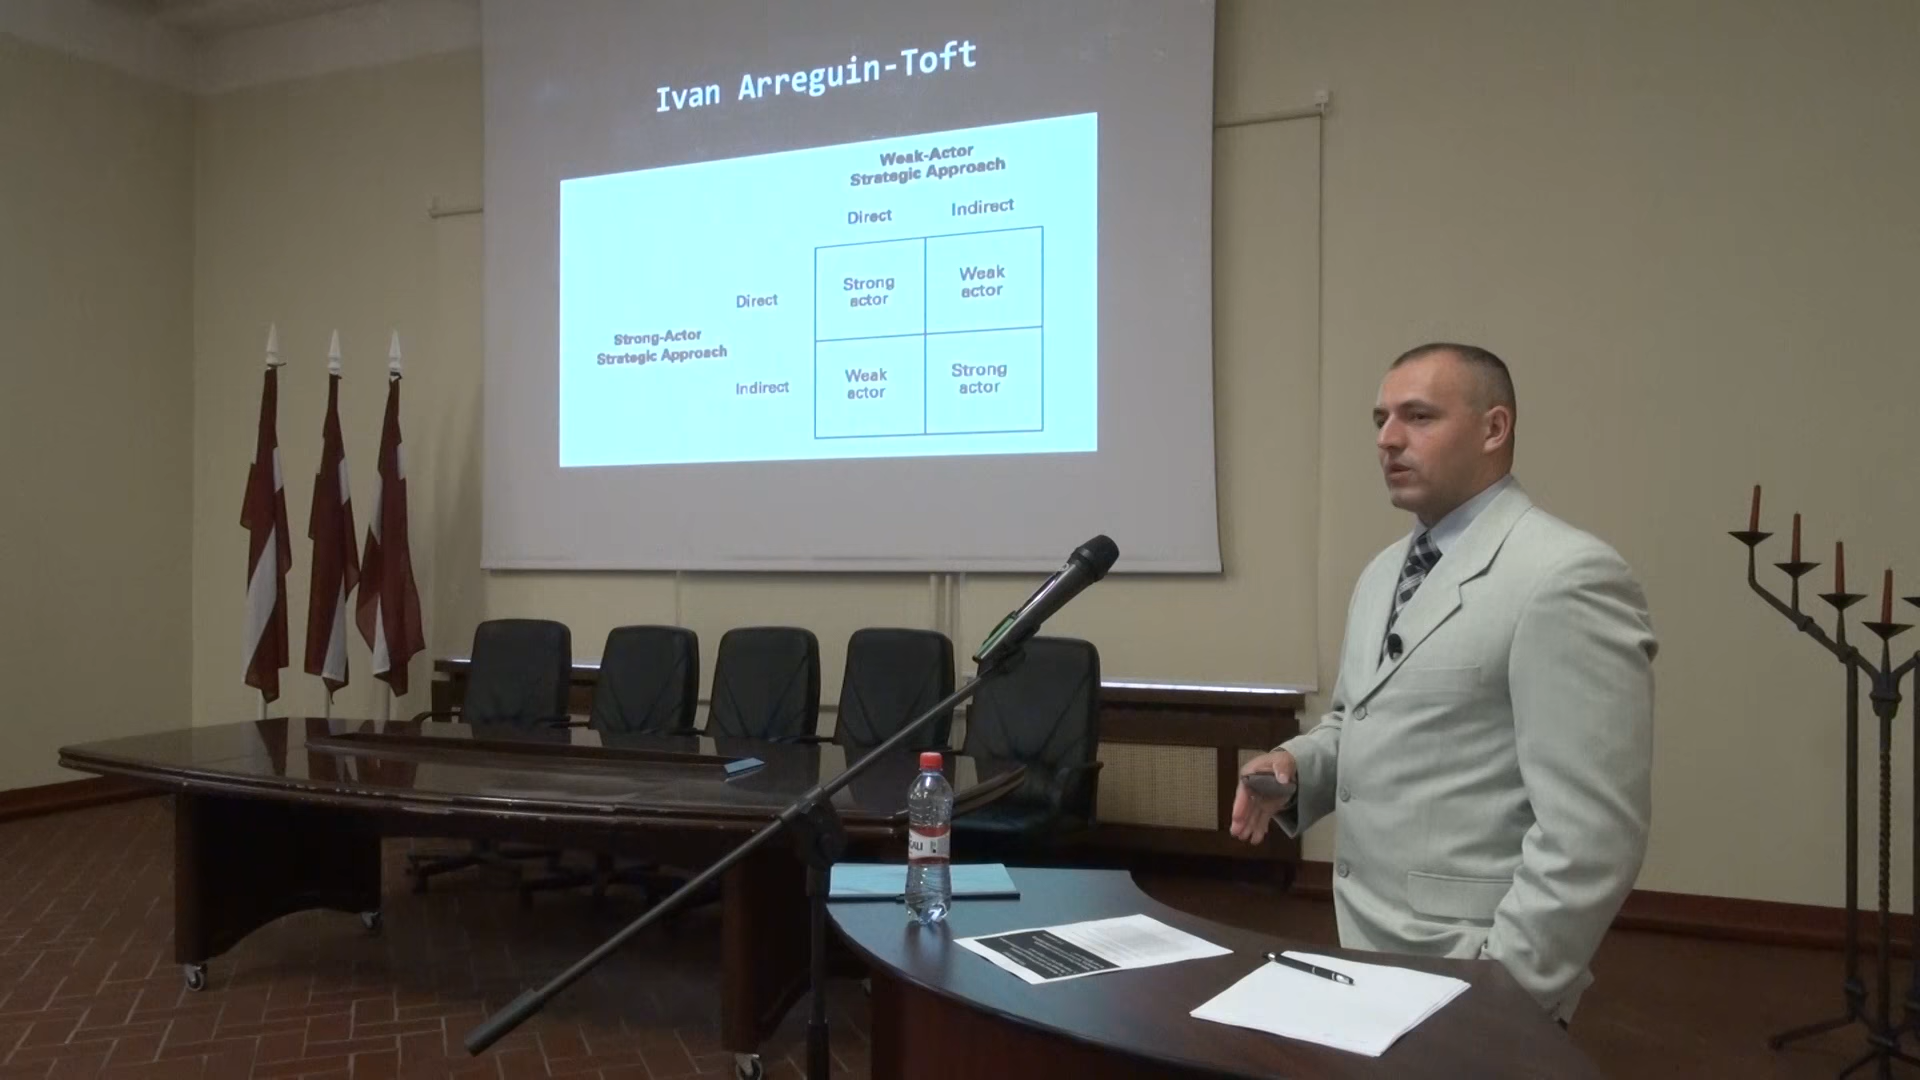 Ivan Arreguin-Toft
Weak-Actor
Strategic Approach
Direct
Indirect
Direct
Strong
actor
Weak
actor
Strong-Actor
Strategic Approach
Indirect
Weak
actor
Strong
actor